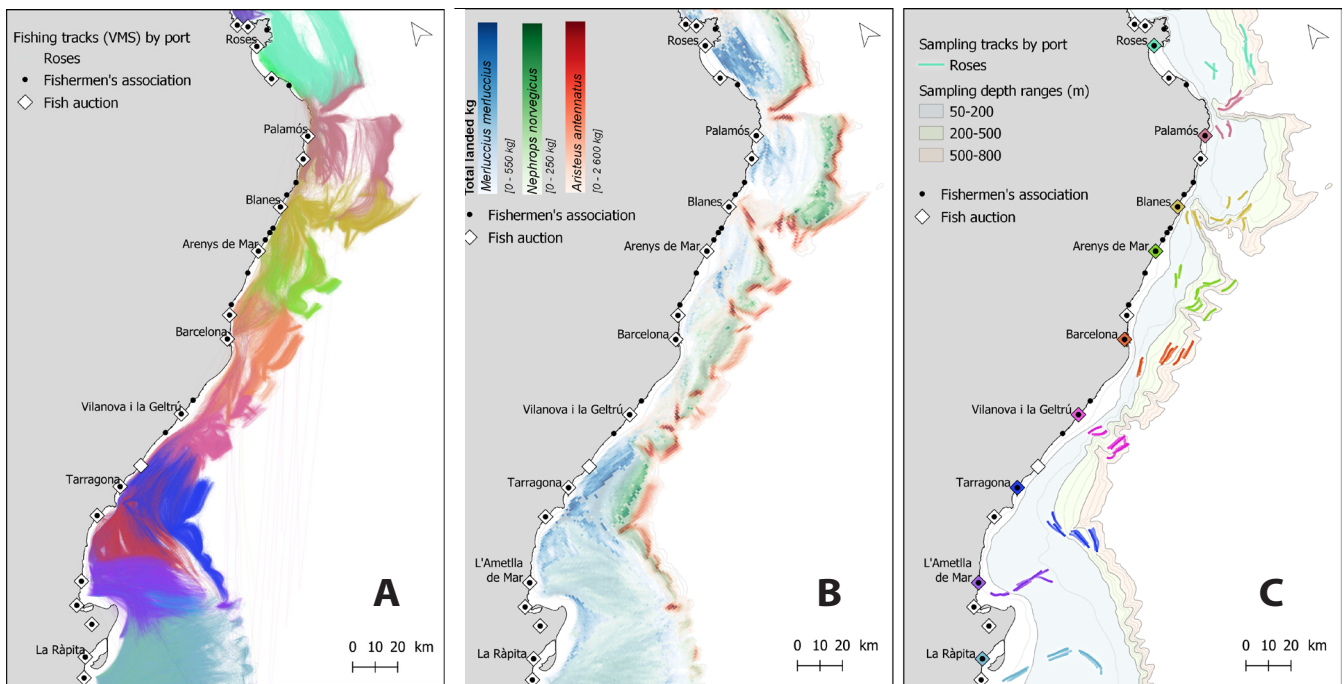 Fishing tracks (VMS) by port
Roses
Fishermen's association
Fish auction
Roses
Palamós
Blanes
Arenys de Mar
Barcelona
Vilanova i la Geltrú
Tarragona
La Ràpita
A
0 10 20 km
Total landed kg
Merluccius merluccius
[0 - 550 kg]
Nephrops norvegicus
[0 - 250 kg]
Aristeus antennatus
[0 - 2 600 kg]
Fishermen's association
Fish auction
Roses
Palamós
Blanes
Arenys de Mar
Barcelona
Vilanova i la Geltrú
Tarragona
L'Ametlla
de Mar
La Ràpita
B
0 10 20 km
Sampling tracks by port
Roses
Sampling depth ranges (m)
50-200
200-500
500-800
Fishermen's association
Fish auction
Roses
Palamós
Blanes
Arenys de Mar
Barcelona
Vilanova i la Geltrú
Tarragona
L'Ametlla
de Mar
La Ràpita
C
0 10 20 km